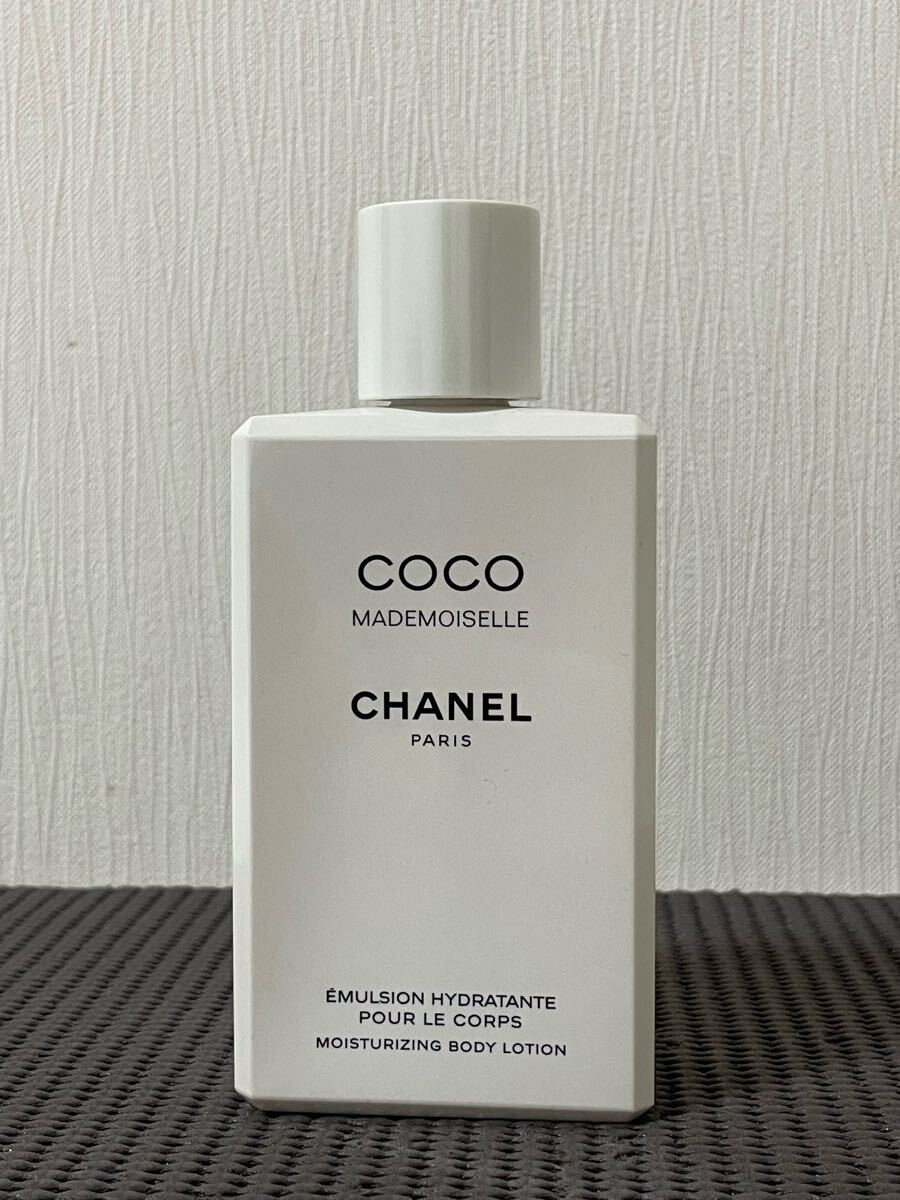 COCO
MADEMOISELLE
CHANEL
PARIS
ÉMULSION HYDRATANTE
POUR LE CORPS
MOISTURIZING BODY LOTION